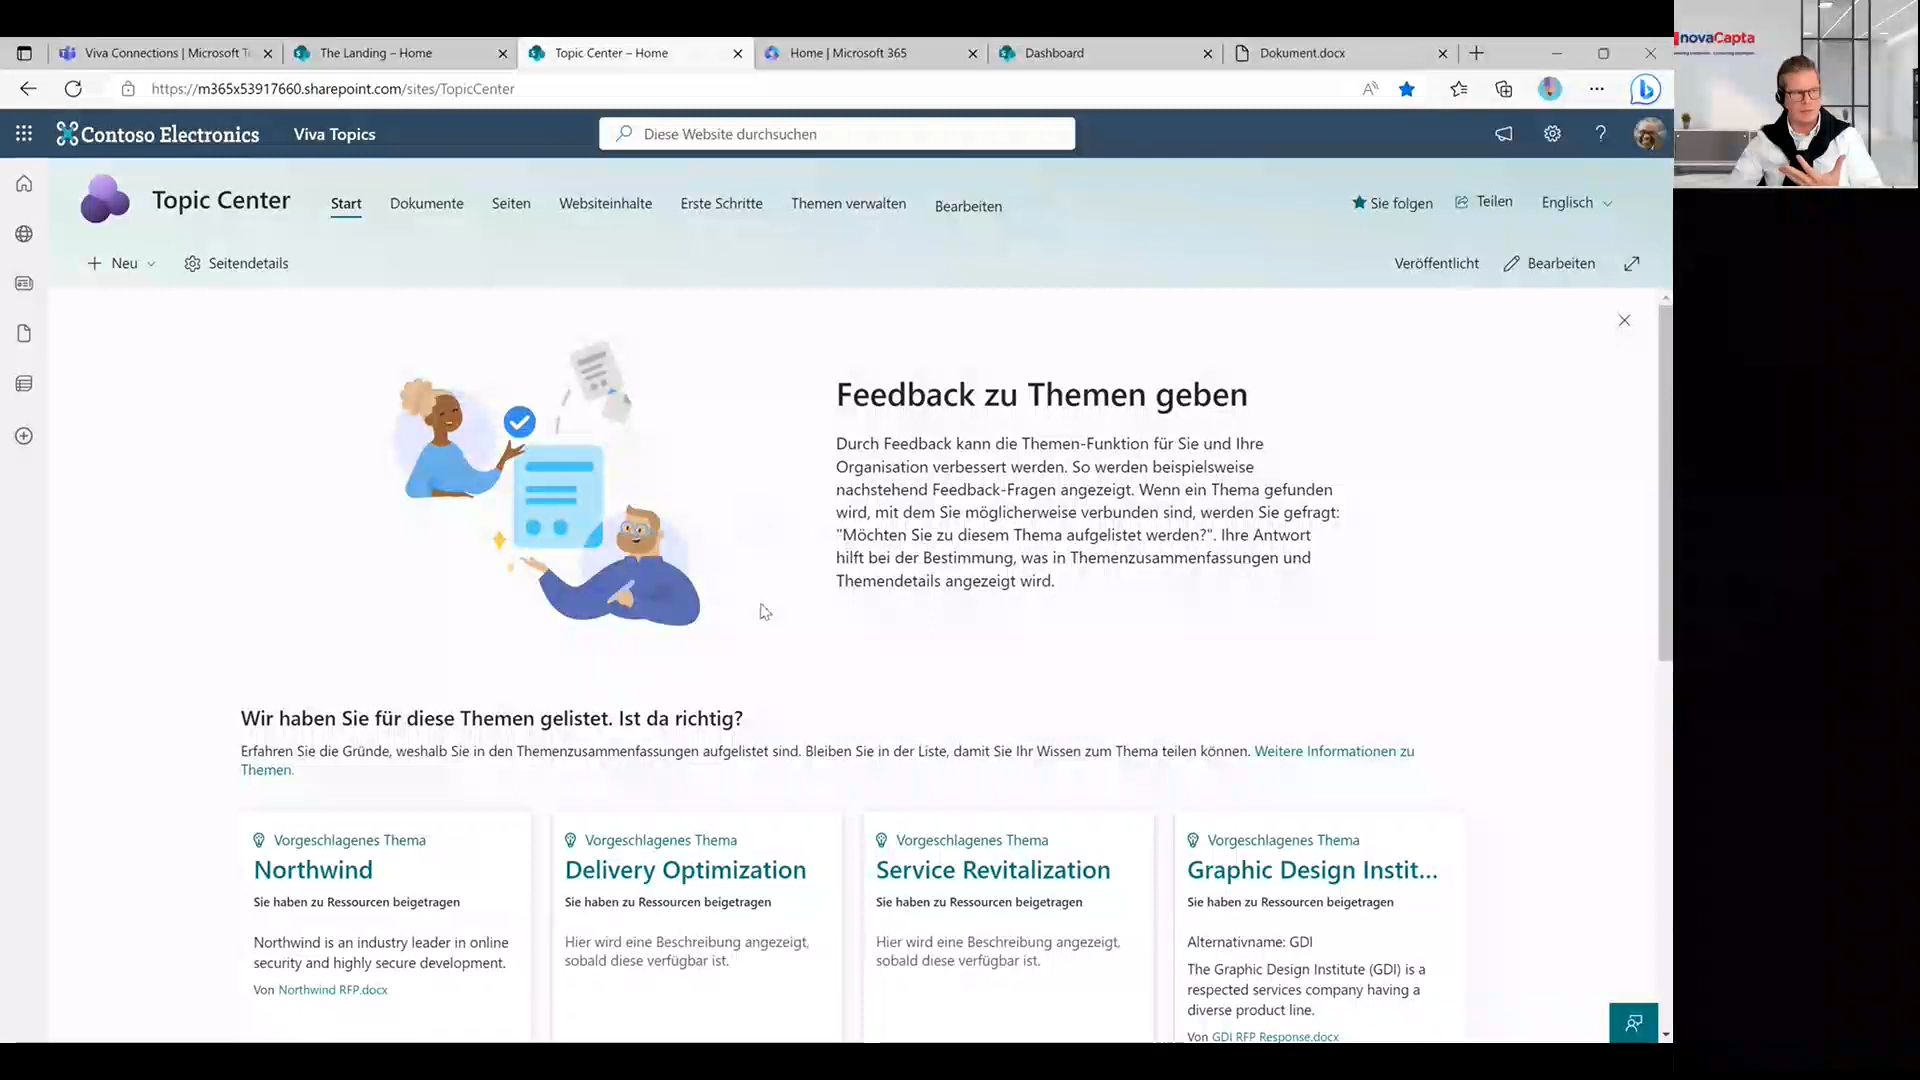 Viva Connections | Microsoft T
The Landing – Home
Topic Center – Home
Home | Microsoft 365
Dashboard
Dokument.docx
https://m365x53917660.sharepoint.com/sites/TopicCenter
Contoso Electronics
Viva Topics
Diese Website durchsuchen
novaCapta
Topic Center
Start
Dokumente
Seiten
Websiteinhalte
Erste Schritte
Themen verwalten
Bearbeiten
Sie folgen
Teilen
Englisch
Neu
Seitendetails
Veröffentlicht
Bearbeiten
Feedback zu Themen geben
Durch Feedback kann die Themen-Funktion für Sie und Ihre
Organisation verbessert werden. So werden beispielsweise
nachstehend Feedback-Fragen angezeigt. Wenn ein Thema gefunden
wird, mit dem Sie möglicherweise verbunden sind, werden Sie gefragt:
"Möchten Sie zu diesem Thema aufgelistet werden?". Ihre Antwort
hilft bei der Bestimmung, was in Themenzusammenfassungen und
Themendetails angezeigt wird.
Wir haben Sie für diese Themen gelistet. Ist da richtig?
Erfahren Sie die Gründe, weshalb Sie in den Themenzusammenfassungen aufgelistet sind. Bleiben Sie in der Liste, damit Sie Ihr Wissen zum Thema teilen können. Weitere Informationen zu
Themen.
Vorgeschlagenes Thema
Northwind
Sie haben zu Ressourcen beigetragen
Northwind is an industry leader in online
security and highly secure development.
Von Northwind RFP.docx
Vorgeschlagenes Thema
Delivery Optimization
Sie haben zu Ressourcen beigetragen
Hier wird eine Beschreibung angezeigt,
sobald diese verfügbar ist.
Vorgeschlagenes Thema
Service Revitalization
Sie haben zu Ressourcen beigetragen
Hier wird eine Beschreibung angezeigt,
sobald diese verfügbar ist.
Vorgeschlagenes Thema
Graphic Design Instit...
Sie haben zu Ressourcen beigetragen
Alternativname: GDI
The Graphic Design Institute (GDI) is a
respected services company having a
diverse product line.
Von GDI RFP Response.docx